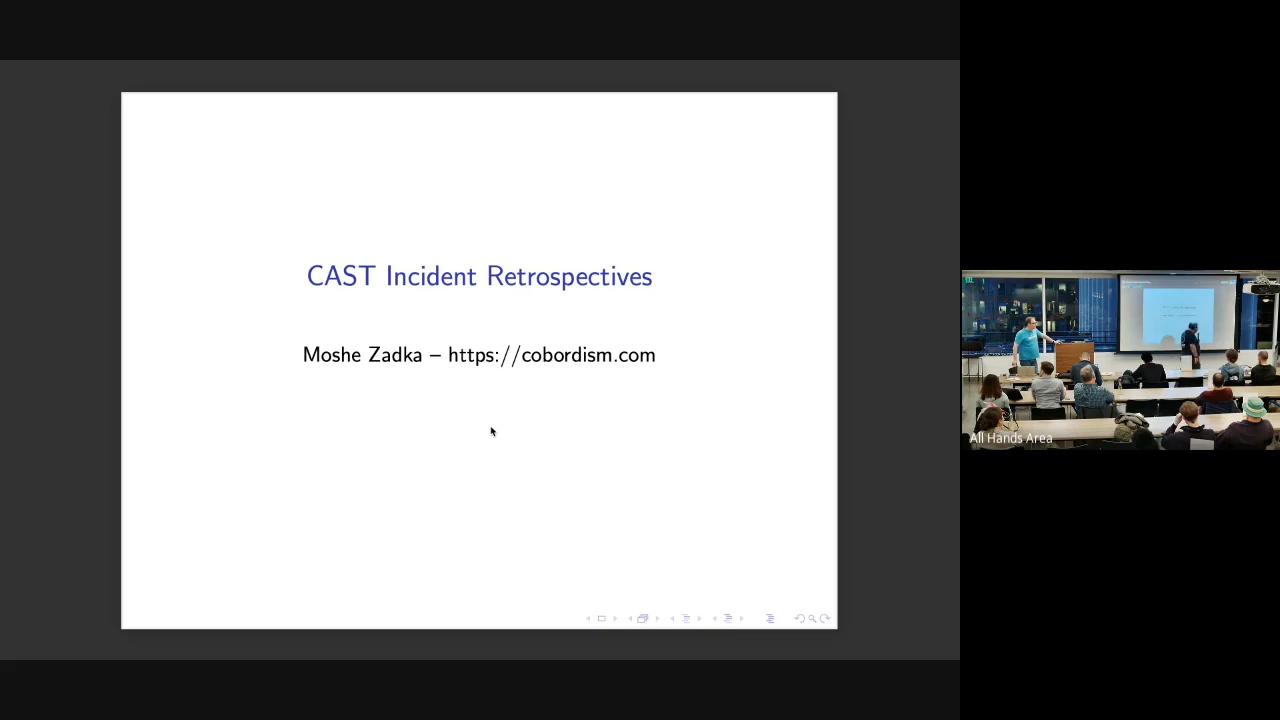 CAST Incident Retrospectives
Moshe Zadka – https://cobordism.com
All Hands Area